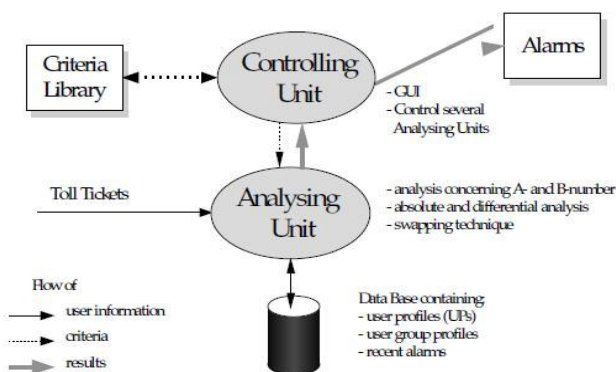 Criteria
Library
Controlling
Unit
Alarms
- GUI
- Control several
Analysing Units
Toll Tickets
Analysing
Unit
- analysis concerning A- and B-number
- absolute and differential analysis
- swapping technique
Flow of
user information
criteria
results
Data Base containing:
- user profiles (UPs)
- user group profiles
- recent alarms